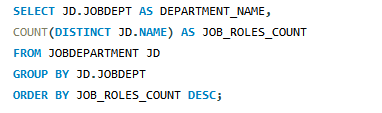 SELECT JD.JOBDEPT AS DEPARTMENT_NAME,
COUNT(DISTINCT JD.NAME) AS JOB_ROLES_COUNT
FROM JOBDEPARTMENT JD
GROUP BY JD.JOBDEPT
ORDER BY JOB_ROLES_COUNT DESC;